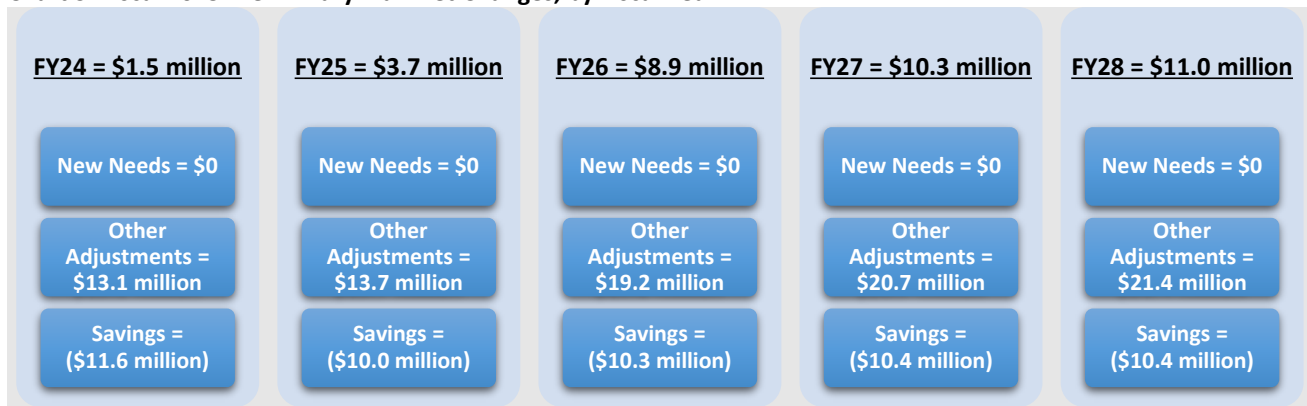 FY24 = $1.5 million
New Needs = $0
Other
Adjustments =
$13.1 million
Savings =
($11.6 million)
FY25 = $3.7 million
New Needs = $0
Other
Adjustments =
$13.7 million
Savings =
($10.0 million)
FY26 = $8.9 million
New Needs = $0
Other
Adjustments =
$19.2 million
Savings =
($10.3 million)
FY27 = $10.3 million
New Needs = $0
Other
Adjustments =
$20.7 million
Savings =
($10.4 million)
FY28 = $11.0 million
New Needs = $0
Other
Adjustments =
$21.4 million
Savings =
($10.4 million)